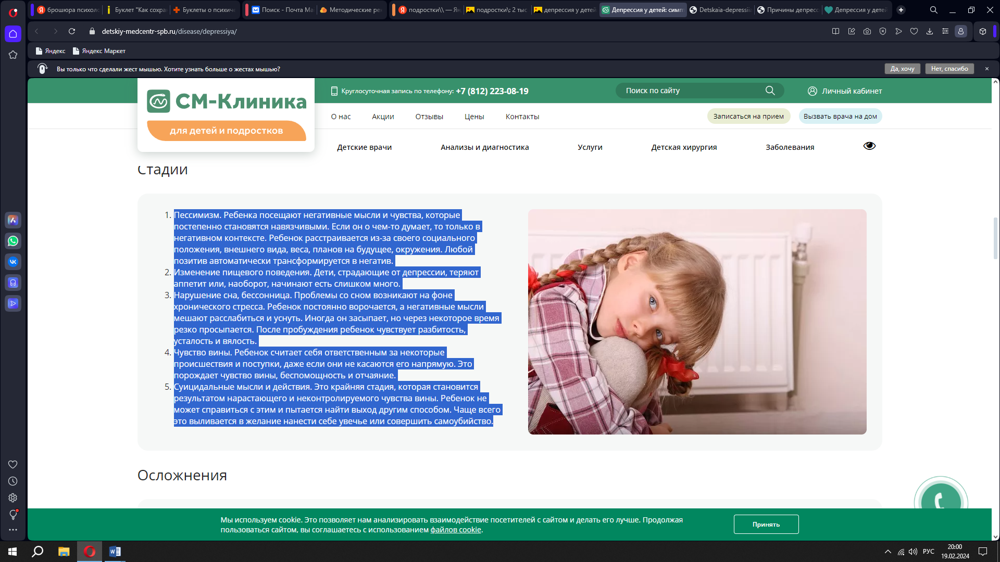 брошюра психоло
Буклет "Как сохра
Буклеты о психиче
Поиск - Почта Ma
Методические ре
подростки\\ — Ян
подростки\: 2 тыс
депрессия у детей
Депрессия у детей: симп
Detskaia-depressiia
Причины депресс
Депрессия у детей
detskiy-medcentr-spb.ru/disease/depressiya/
Яндекс
Яндекс Маркет
Вы только что сделали жест мышью. Хотите узнать больше о жестах мышью?
Да, хочу
Нет, спасибо
СМ-Клиника
для детей и подростков
Круглосуточная запись по телефону: +7 (812) 223-08-19
Поиск по сайту
Личный кабинет
О нас
Акции
Отзывы
Цены
Контакты
Записаться на прием
Вызвать врача на дом
Детские врачи
Анализы и диагностика
Услуги
Детская хирургия
Заболевания
Стадии
1. Пессимизм. Ребенка посещают негативные мысли и чувства, которые
постепенно становятся навязчивыми. Если он о чем-то думает, то только в
негативном контексте. Ребенок расстраивается из-за своего социального
положения, внешнего вида, веса, планов на будущее, окружения. Любой
позитив автоматически трансформируется в негатив.
2. Изменение пищевого поведения. Дети, страдающие от депрессии, теряют
аппетит или, наоборот, начинают есть слишком много.
3. Нарушение сна, бессонница. Проблемы со сном возникают на фоне
хронического стресса. Ребенок постоянно ворочается, а негативные мысли
мешают расслабиться и уснуть. Иногда он засыпает, но через некоторое время
резко просыпается. После пробуждения ребенок чувствует разбитость,
усталость и вялость.
4. Чувство вины. Ребенок считает себя ответственным за некоторые
происшествия и поступки, даже если они не касаются его напрямую. Это
порождает чувство вины, беспомощность и отчаяние.
5. Суицидальные мысли и действия. Это крайняя стадия, которая становится
результатом нарастающего и неконтролируемого чувства вины. Ребенок не
может справиться с этим и пытается найти выход другим способом. Чаще всего
это выливается в желание нанести себе увечье или совершить самоубийство.
Осложнения
Мы используем cookie. Это позволяет нам анализировать взаимодействие посетителей с сайтом и делать его лучше. Продолжая
пользоваться сайтом, вы соглашаетесь с использованием файлов cookie.
Принять
РУС
20:00
19.02.2024